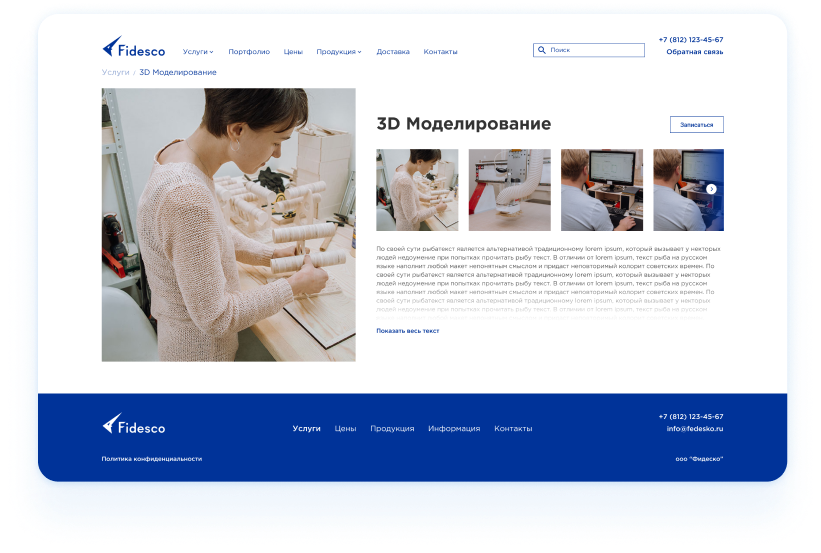 Fidesco
Услуги
Портфолио
Цены
Продукция
Доставка
Контакты
Поиск
+7 (812) 123-45-67
Обратная связь
Услуги / 3D Моделирование
3D Моделирование
Записаться
По своей сути рыбатекст является альтернативой традиционному lorem ipsum, который вызывает у некторых
людей недоумение при попытках прочитать рыбу текст. В отличии от lorem ipsum, текст рыба на русском
языке наполнит любой макет непонятным смыслом и придаст неповторимый колорит советских времен. По
своей сути рыбатекст является альтернативой традиционному lorem ipsum, который вызывает у некторых
людей недоумение при попытках прочитать рыбу текст. В отличии от lorem ipsum, текст рыба на русском
языке наполнит любой макет непонятным смыслом и придаст неповторимый колорит советских времен. По
своей сути рыбатекст является альтернативой традиционному lorem ipsum, который вызывает у некторых
людей недоумение при попытках прочитать рыбу текст. В отличии от lorem ipsum, текст рыба на русском
Показать весь текст
Fidesco
Услуги
Цены
Продукция
Информация
Контакты
+7 (812) 123-45-67
info@fedesko.ru
Политика конфиденциальности
ооо "Фидеско"